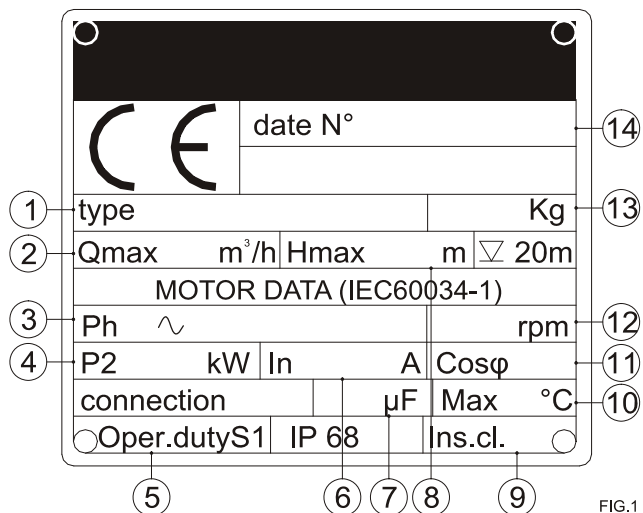 CE
date N°
14
1
type
Kg
13
2
Qmax m³/h Hmax m 20m
MOTOR DATA (IEC60034-1)
3
Ph ∿
rpm
12
4
P2 kW In A Cosφ
11
connection µF Max °C
10
Oper.dutyS1 IP 68 Ins.cl.
5
6
7
8
9
FIG.1